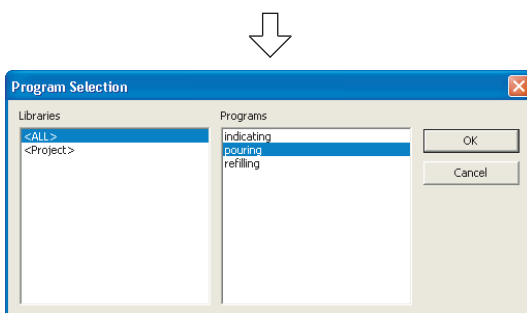 Program Selection
Libraries
Programs
<ALL>
<Project>
indicating
pouring
refilling
OK
Cancel